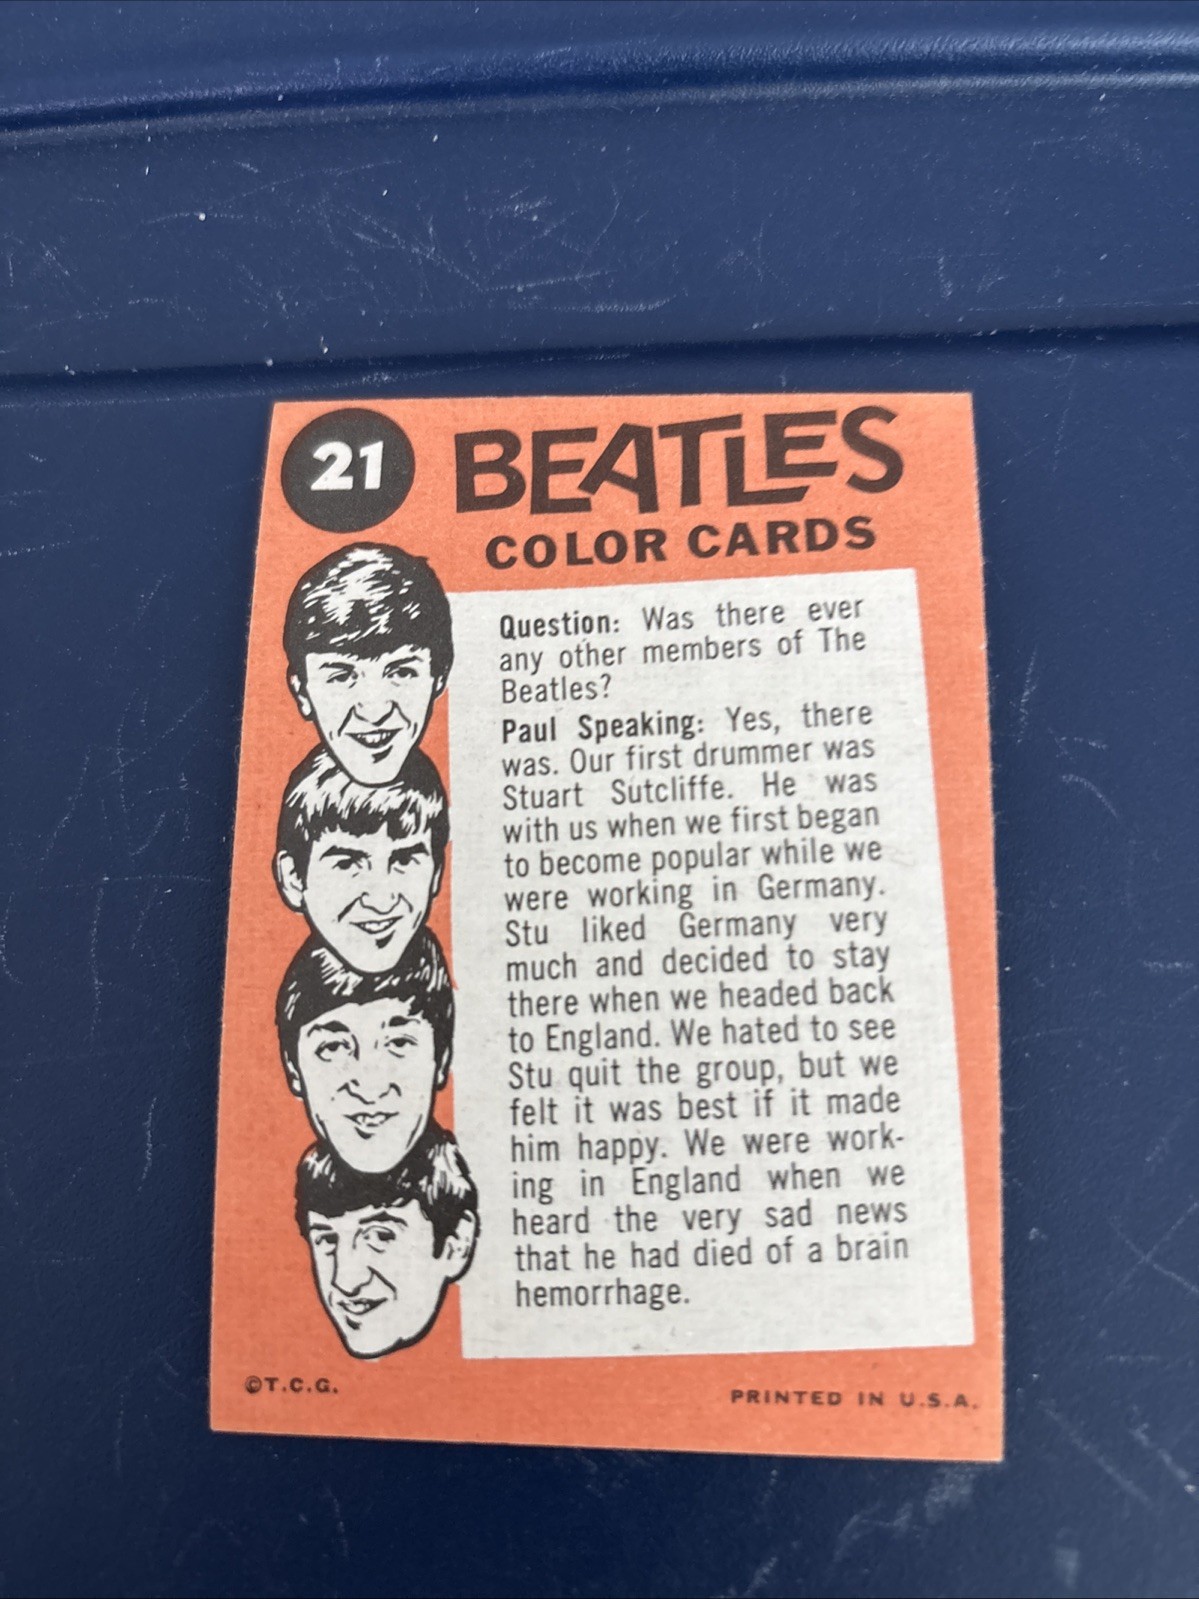 21
BEATLES
COLOR CARDS
Question: Was there ever
any other members of The
Beatles?
Paul Speaking: Yes, there
was. Our first drummer was
Stuart Sutcliffe. He was
with us when we first began
to become popular while we
were working in Germany.
Stu liked Germany very
much and decided to stay
there when we headed back
to England. We hated to see
Stu quit the group, but we
felt it was best if it made
him happy. We were work-
ing in England when we
heard the very sad news
that he had died of a brain
hemorrhage.
©T.C.G.
PRINTED IN U.S.A.